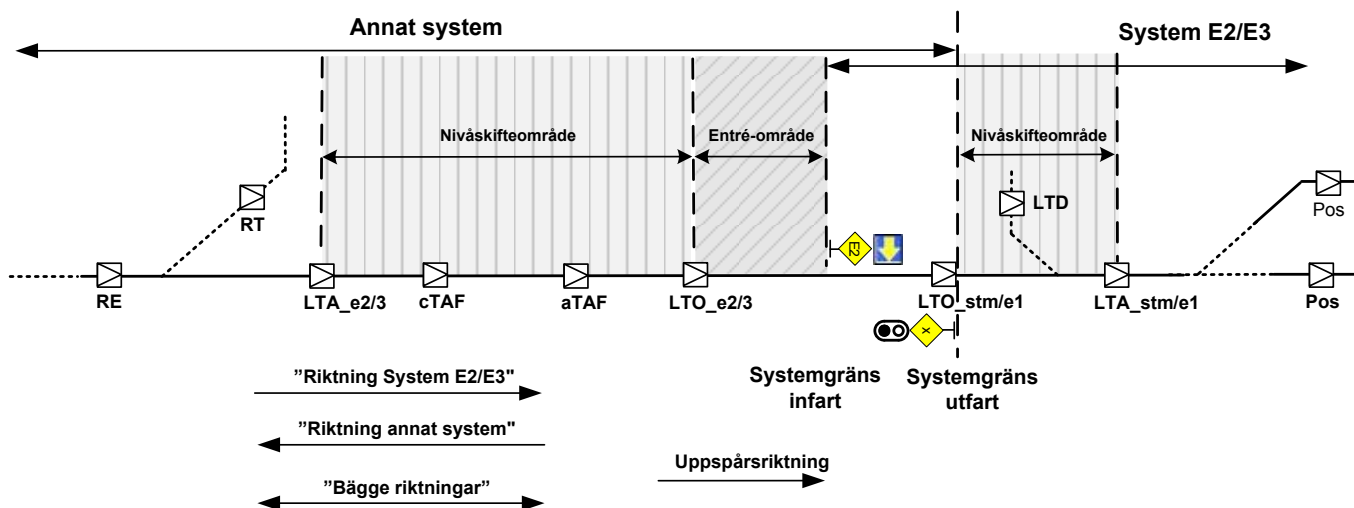 Annat system
System E2/E3
Nivåskifteområde
Entré-område
Nivåskifteområde
RT
LTD
Pos
E2
RE
LTA_e2/3
cTAF
aTAF
LTO_e2/3
LTO_stm/e1
LTA_stm/e1
Pos
X
”Riktning System E2/E3"
”Riktning annat system"
”Bägge riktningar”
Uppspårsriktning
Systemgräns
infart
Systemgräns
utfart